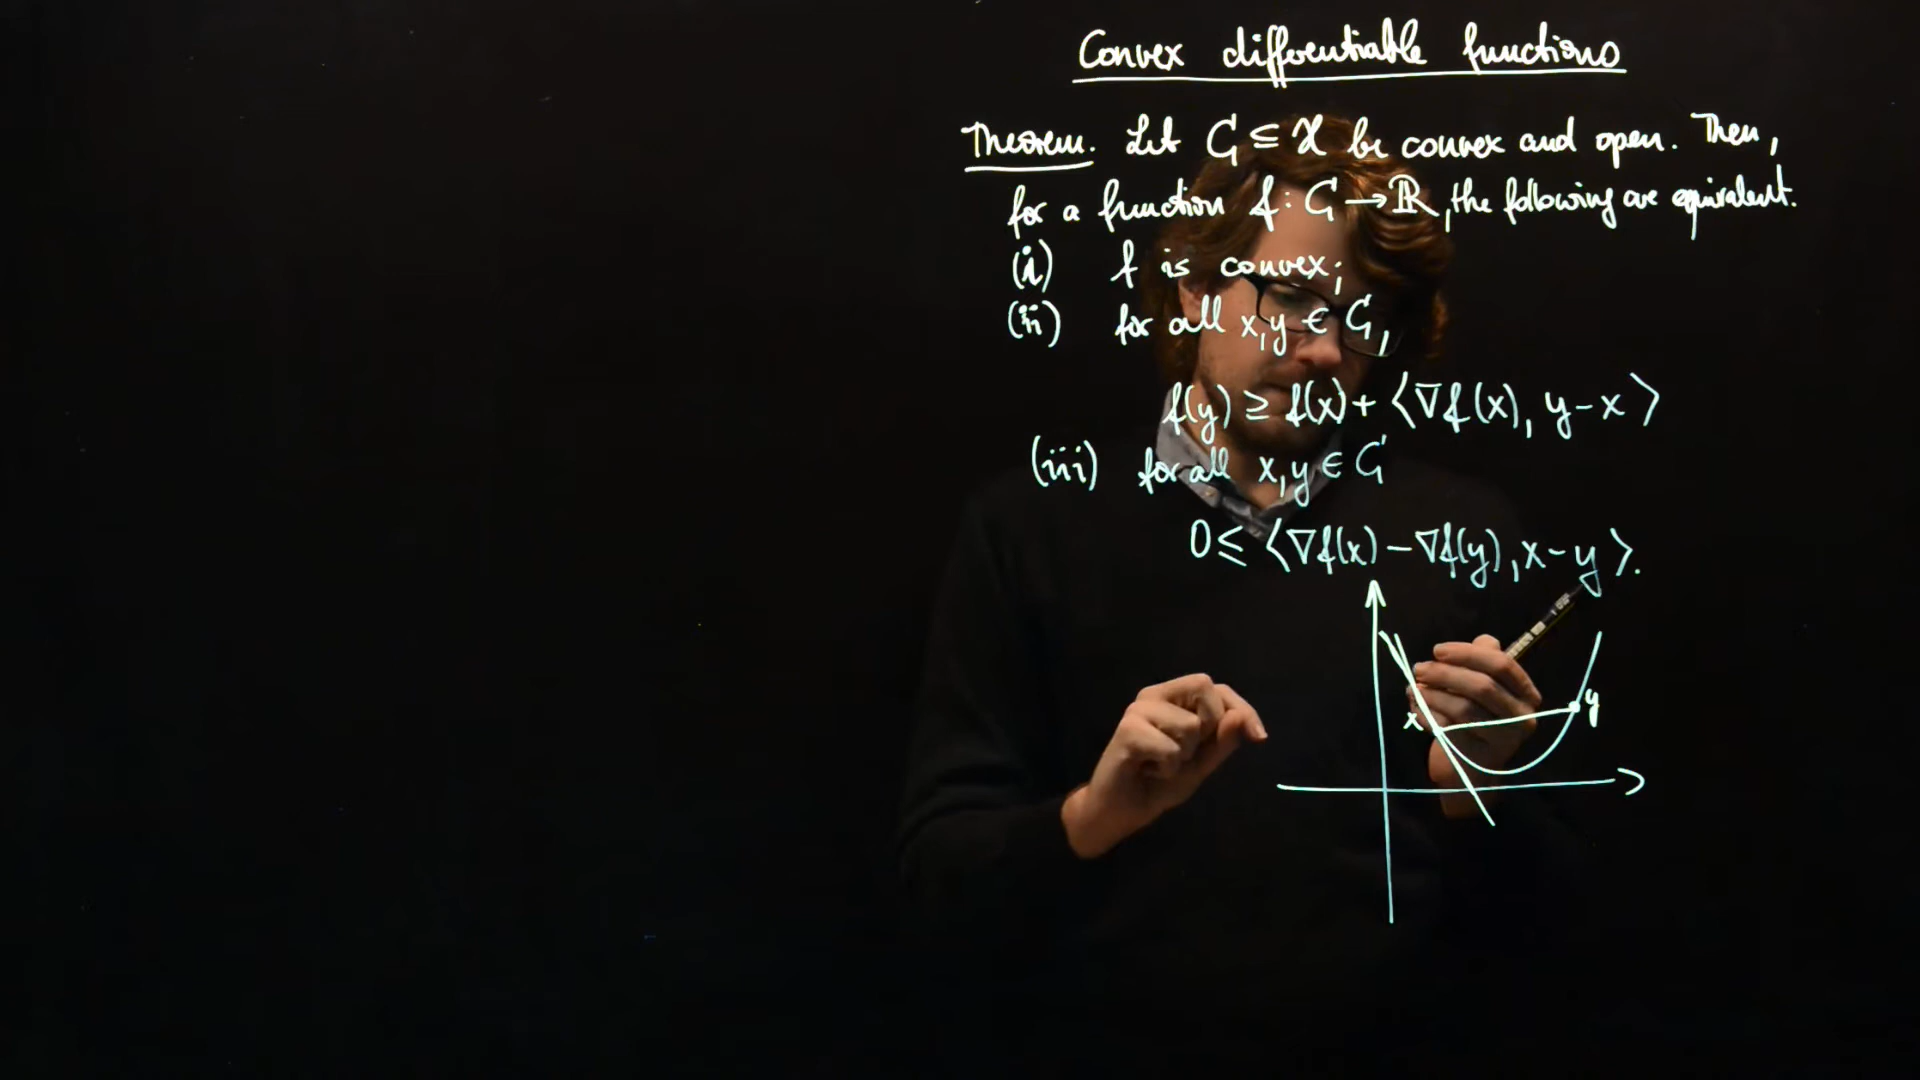 Convex differentiable functions
Theorem. Let G ⊆ X be convex and open. Then,
for a function f: G → ℝ, the following are equivalent.
(i) f is convex;
(ii) for all x, y ∈ G,
f(y) ≥ f(x) + ⟨∇f(x), y-x⟩
(iii) for all x, y ∈ G
0 ≤ ⟨∇f(x) - ∇f(y), x-y⟩.
x
y